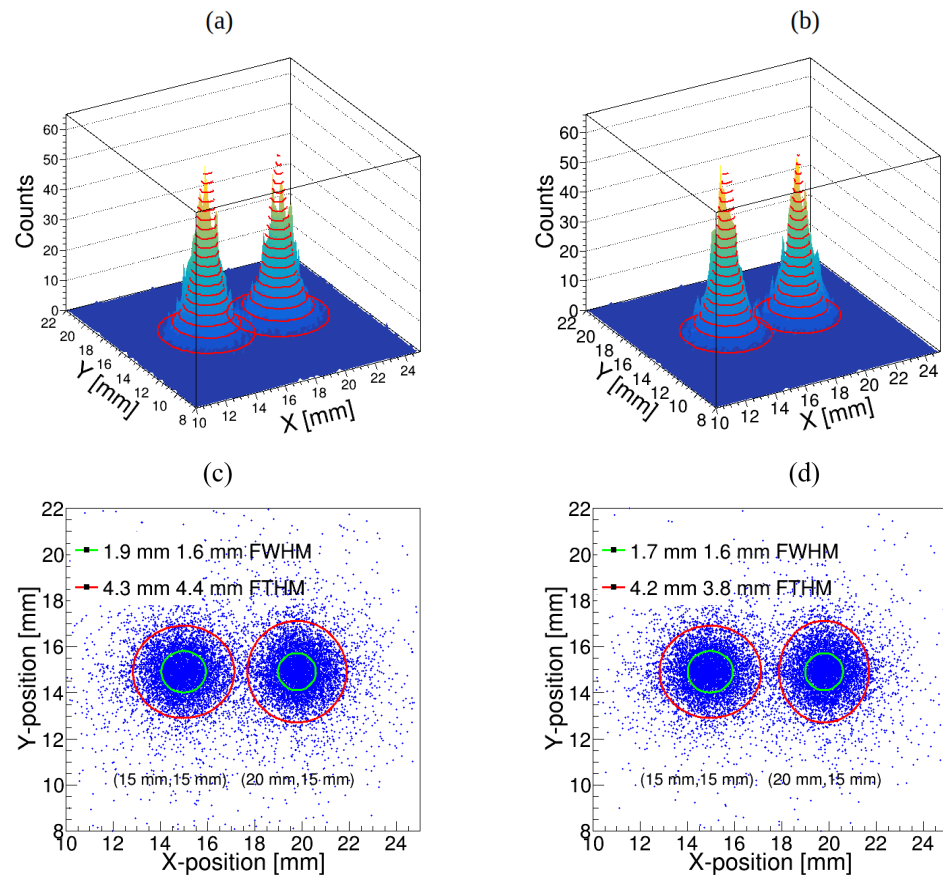 (a)
(b)
60
50
40
30
20
10
0
Counts
22
20
18
16
14
12
10
8
Y [mm]
10
12
14
16
18
20
22
24
X [mm]
60
50
40
30
20
10
0
Counts
22
20
18
16
14
12
10
8
Y [mm]
10
12
14
16
18
20
22
24
X [mm]
(c)
(d)
22
20
18
16
14
12
10
8
Y-position [mm]
1.9 mm 1.6 mm FWHM
4.3 mm 4.4 mm FTHM
(15 mm,15 mm) (20 mm,15 mm)
10 12 14 16 18 20 22 24
X-position [mm]
22
20
18
16
14
12
10
8
Y-position [mm]
1.7 mm 1.6 mm FWHM
4.2 mm 3.8 mm FTHM
(15 mm,15 mm) (20 mm,15 mm)
10 12 14 16 18 20 22 24
X-position [mm]